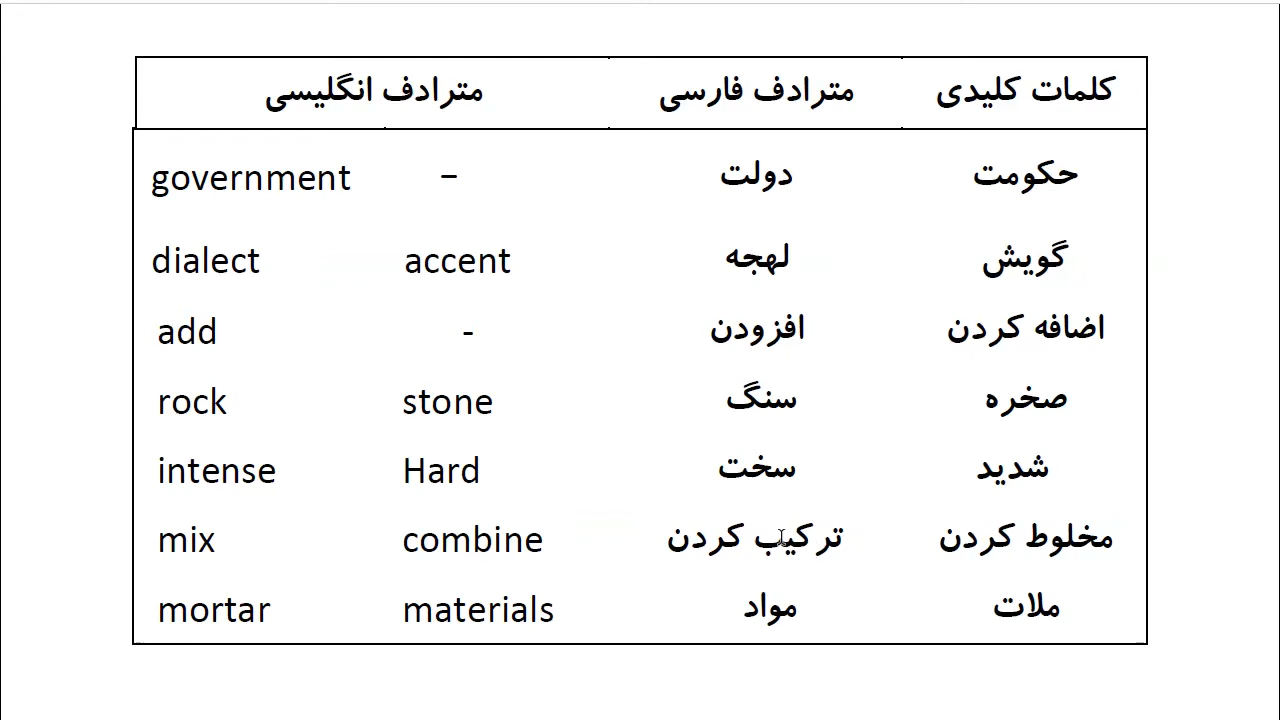 کلمات کلیدی مترادف فارسی مترادف انگلیسی
حکومت دولت – government
گویش لهجه accent dialect
اضافه کردن افزودن - add
صخره سنگ stone rock
شدید سخت Hard intense
مخلوط کردن ترکیب کردن combine mix
ملات مواد materials mortar